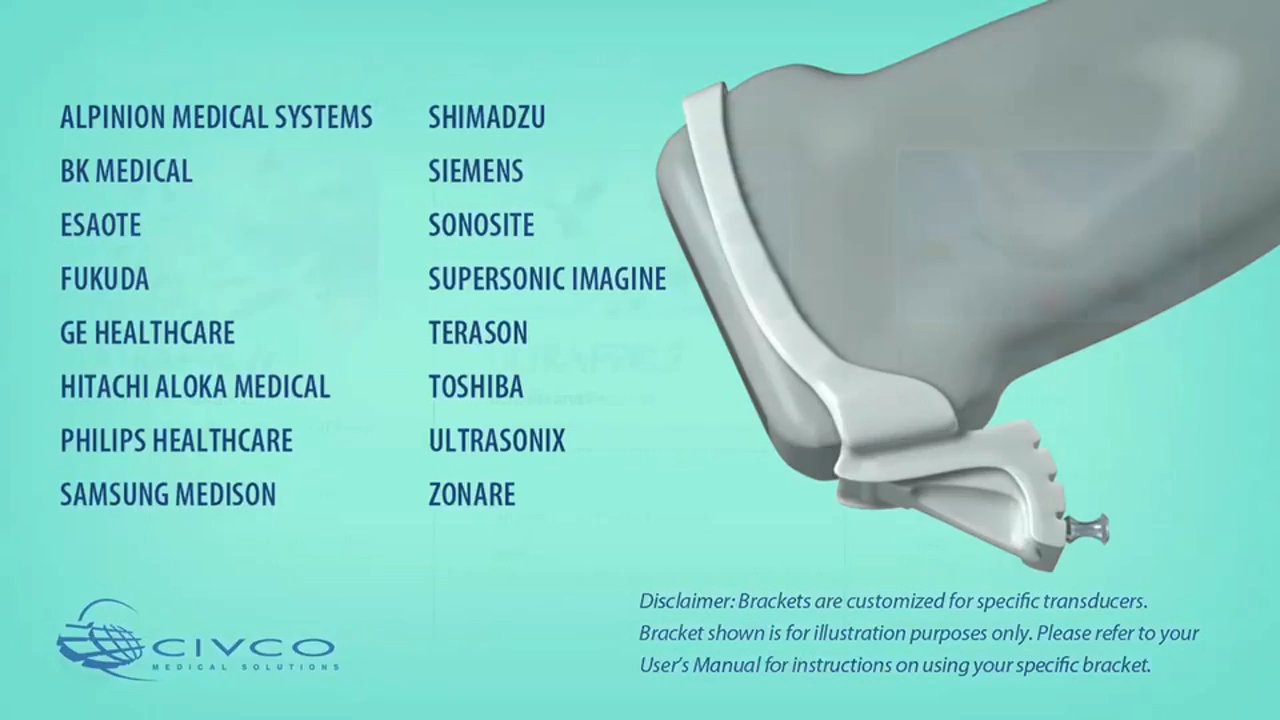 ALPINION MEDICAL SYSTEMS
BK MEDICAL
ESAOTE
FUKUDA
GE HEALTHCARE
HITACHI ALOKA MEDICAL
PHILIPS HEALTHCARE
SAMSUNG MEDISON
SHIMADZU
SIEMENS
SONOSITE
SUPERSONIC IMAGINE
TERASON
TOSHIBA
ULTRASONIX
ZONARE
CIVCO
MEDICAL SOLUTIONS
Disclaimer: Brackets are customized for specific transducers.
Bracket shown is for illustration purposes only. Please refer to your
User's Manual for instructions on using your specific bracket.